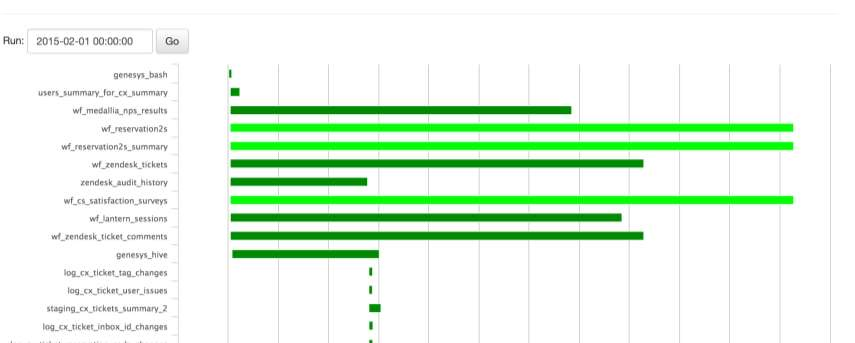 Run: 2015-02-01 00:00:00 Go
genesys_bash
users_summary_for_cx_summary
wf_medallia_nps_results
wf_reservation2s
wf_reservation2s_summary
wf_zendesk_tickets
zendesk_audit_history
wf_cs_satisfaction_surveys
wf_lantern_sessions
wf_zendesk_ticket_comments
genesys_hive
log_cx_ticket_tag_changes
log_cx_ticket_user_issues
staging_cx_tickets_summary_2
log_cx_ticket_inbox_id_changes